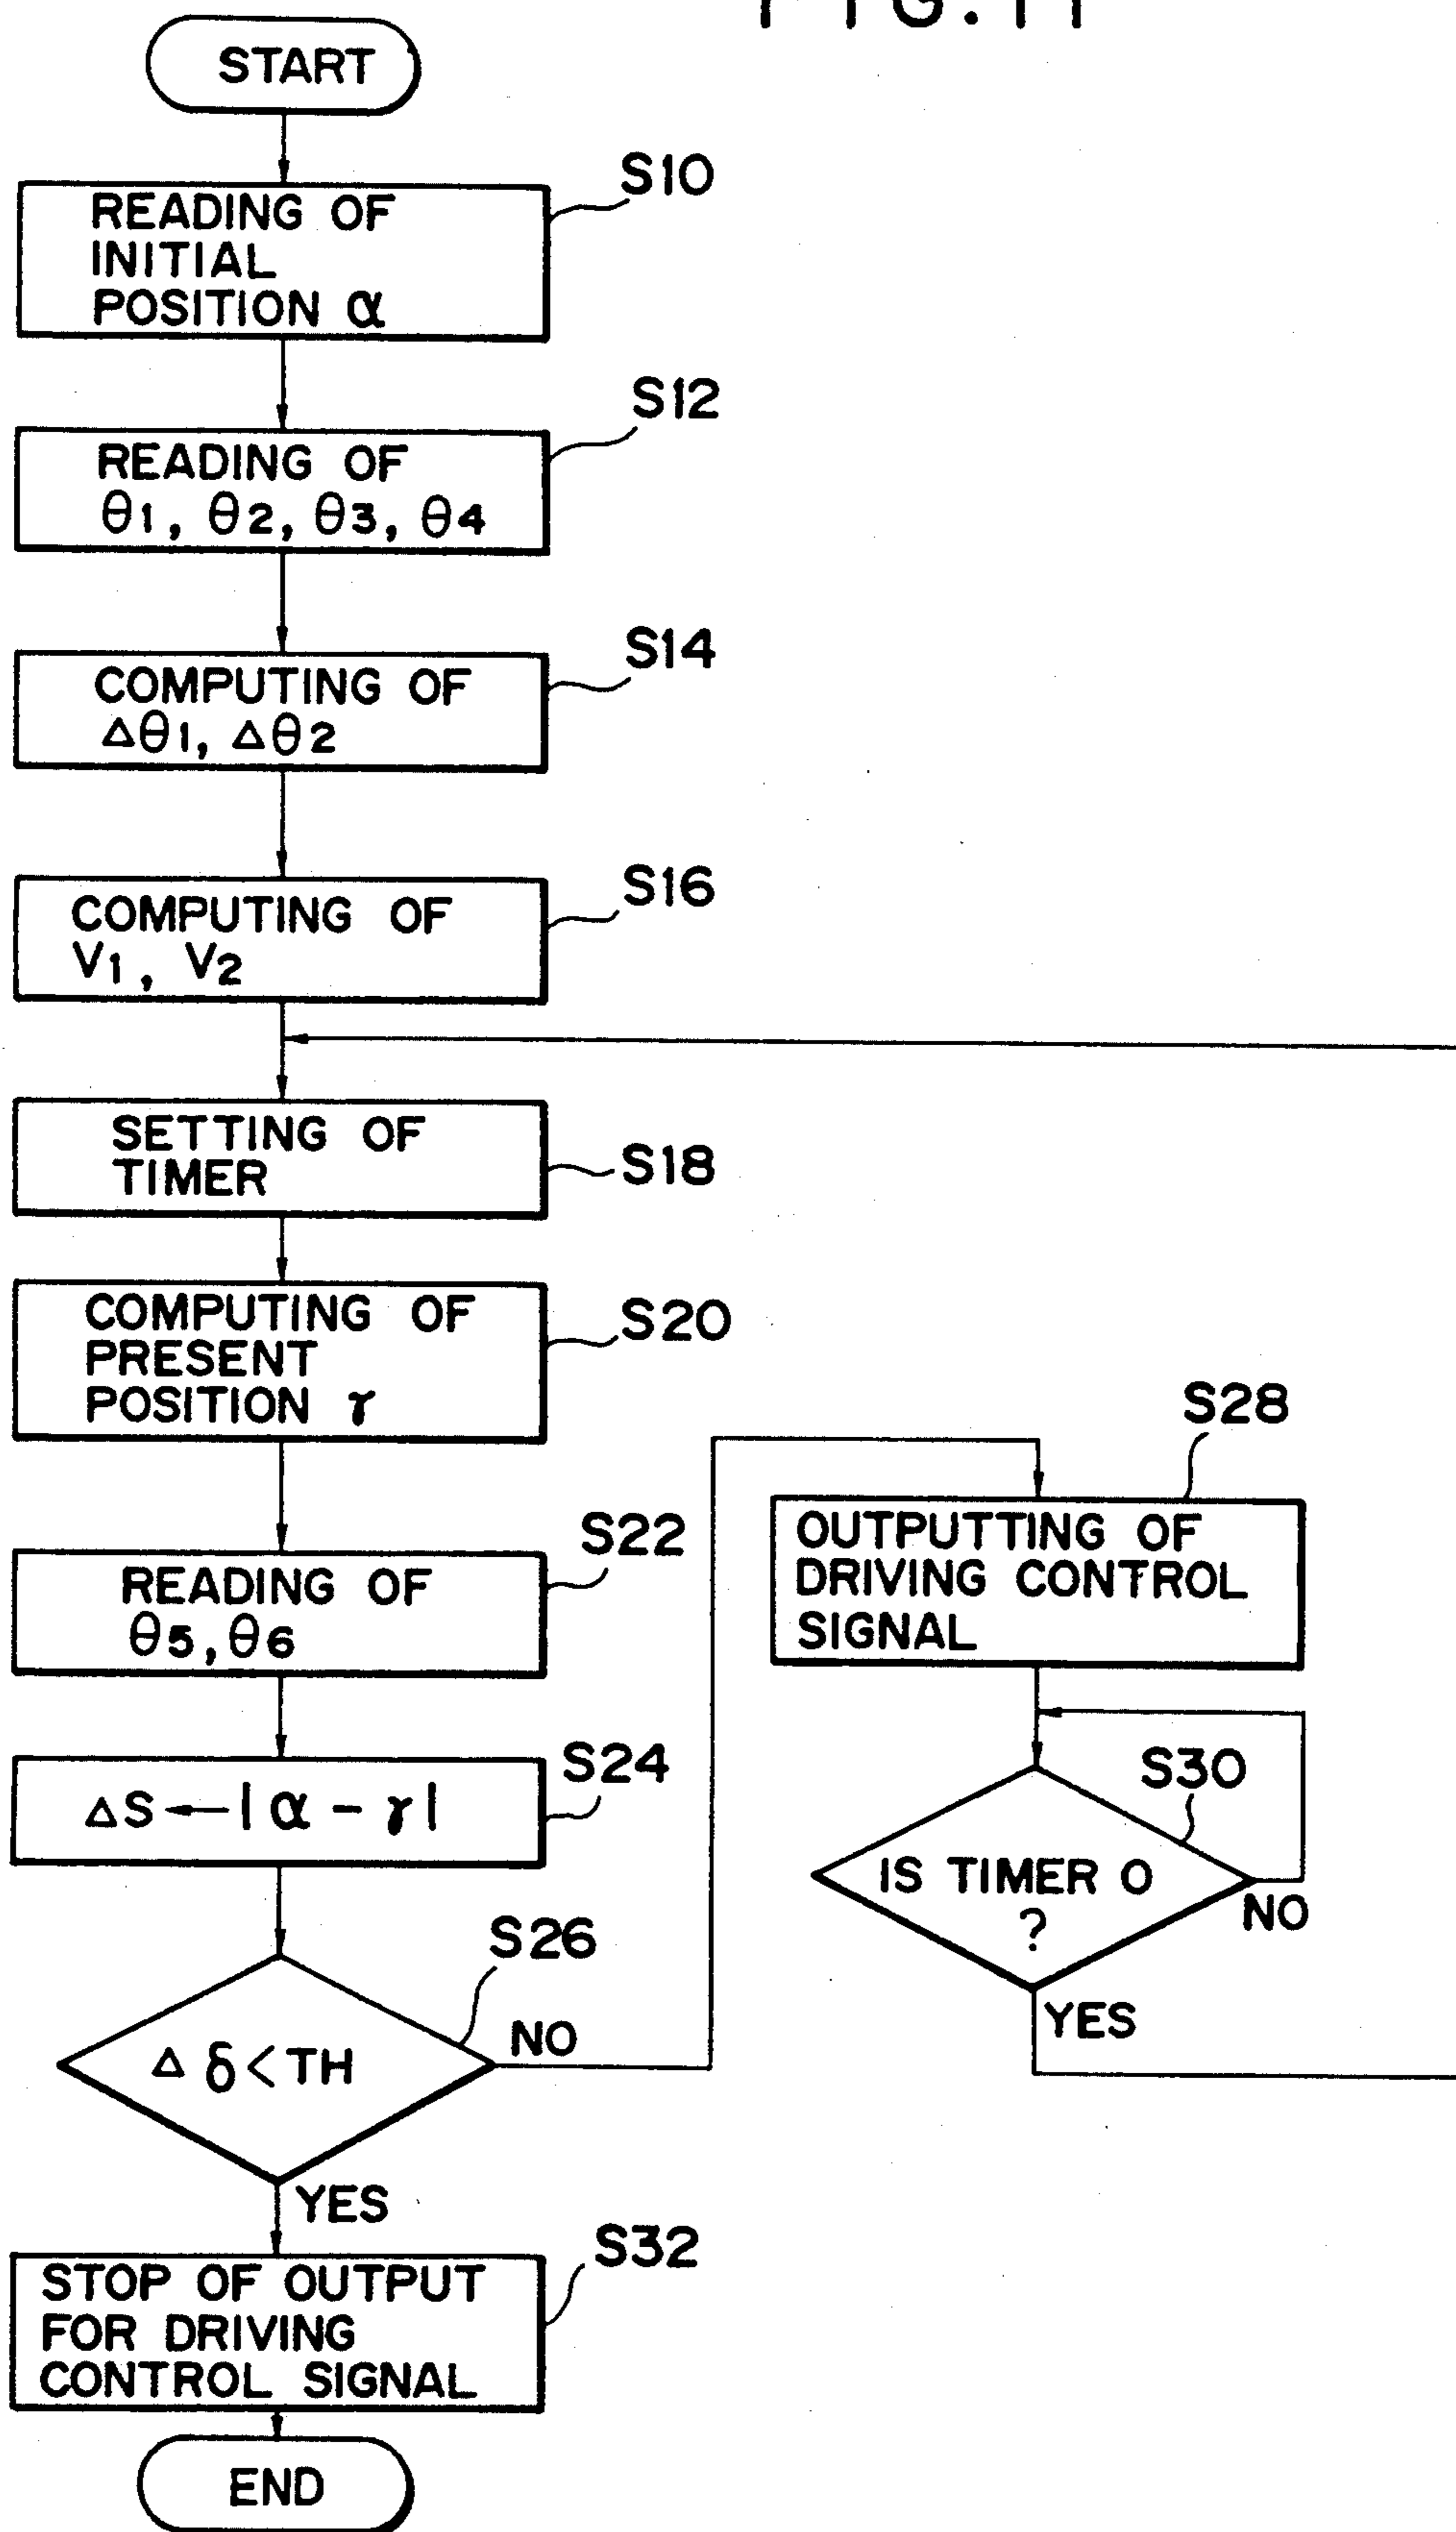 FIG. 11
START
S10
READING OF
INITIAL
POSITION α
S12
READING OF
θ1, θ2, θ3, θ4
S14
COMPUTING OF
Δθ1, Δθ2
S16
COMPUTING OF
V1, V2
SETTING OF
TIMER
S18
COMPUTING OF
PRESENT
POSITION γ
S20
S22
READING OF
θ5, θ6
S24
ΔS←|α - γ|
S26
Δ δ<TH
NO
YES
S28
OUTPUTTING OF
DRIVING CONTROL
SIGNAL
S30
IS TIMER 0
?
NO
YES
S32
STOP OF OUTPUT
FOR DRIVING
CONTROL SIGNAL
END